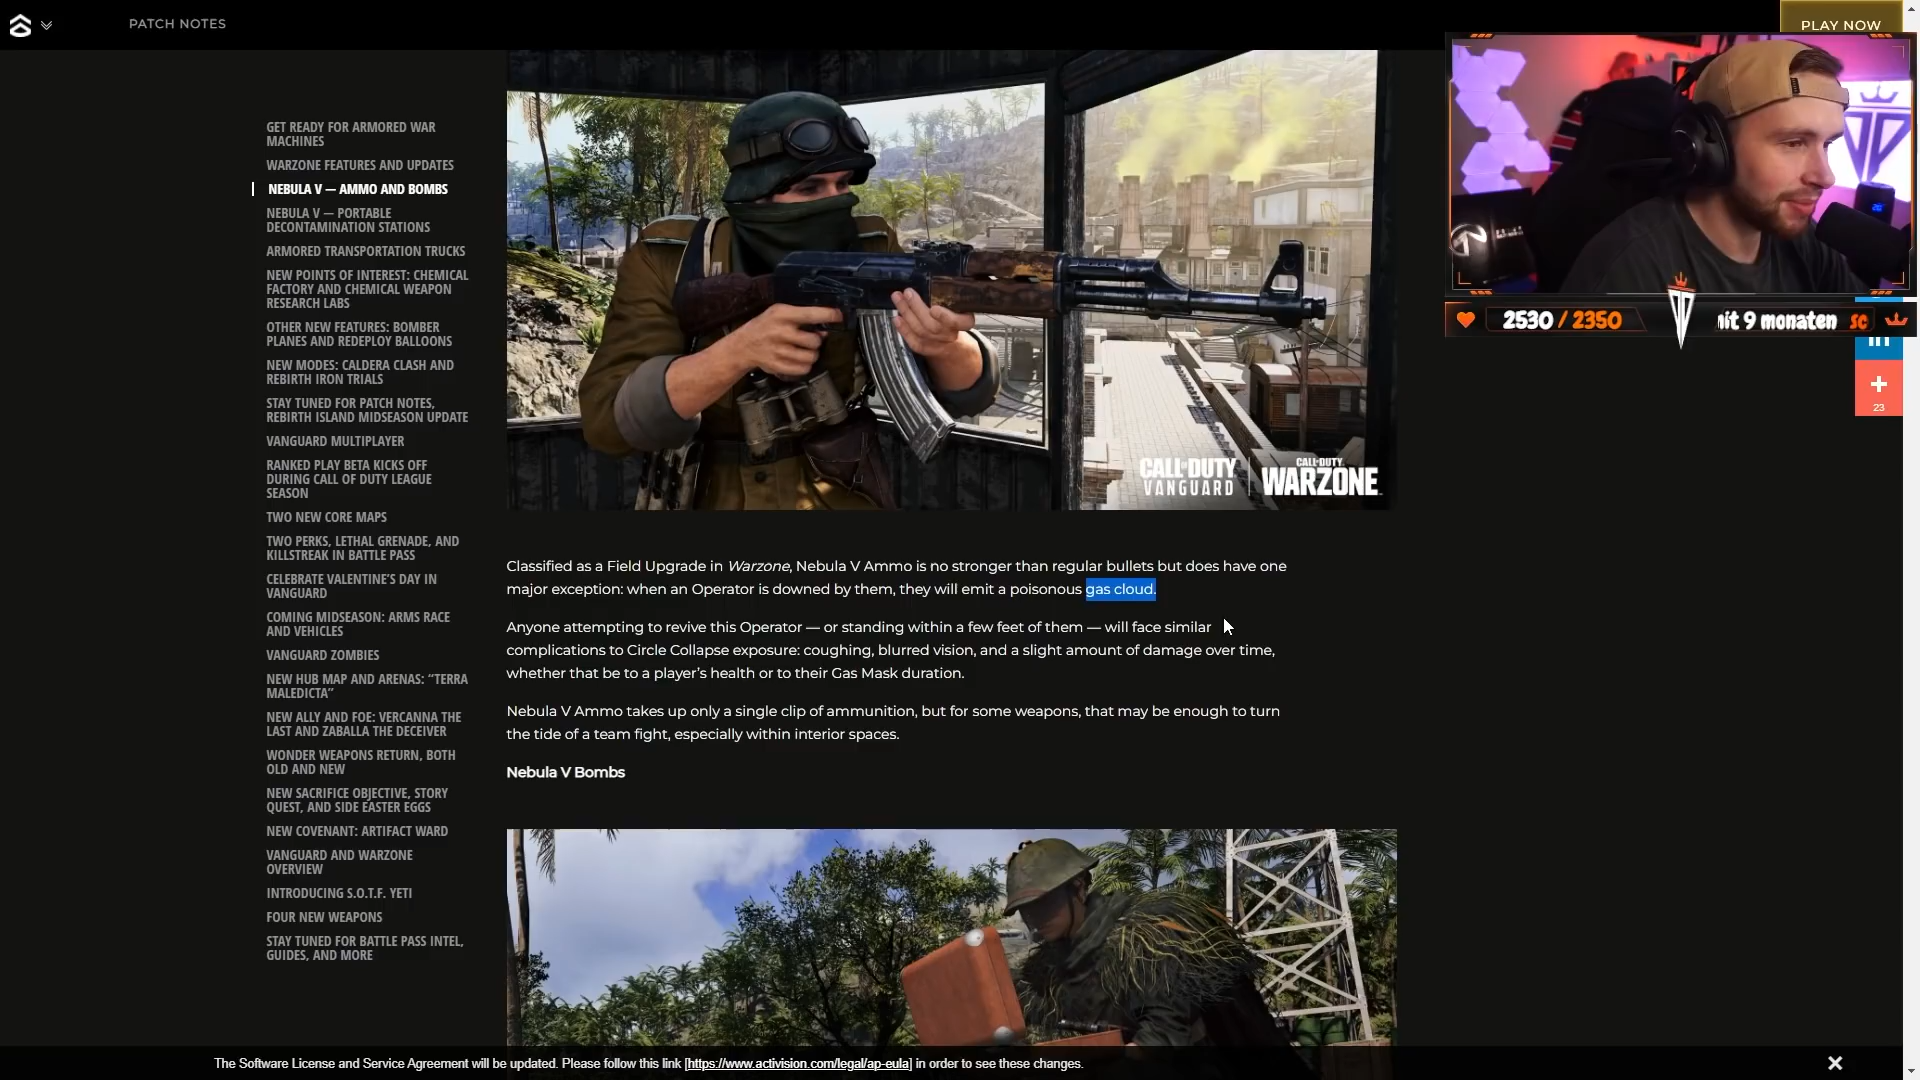 PATCH NOTES
PLAY NOW
GET READY FOR ARMORED WAR
MACHINES
WARZONE FEATURES AND UPDATES
NEBULA V — AMMO AND BOMBS
NEBULA V — PORTABLE
DECONTAMINATION STATIONS
ARMORED TRANSPORTATION TRUCKS
NEW POINTS OF INTEREST: CHEMICAL
FACTORY AND CHEMICAL WEAPON
RESEARCH LABS
OTHER NEW FEATURES: BOMBER
PLANES AND REDEPLOY BALLOONS
NEW MODES: CALDERA CLASH AND
REBIRTH IRON TRIALS
STAY TUNED FOR PATCH NOTES,
REBIRTH ISLAND MIDSEASON UPDATE
VANGUARD MULTIPLAYER
RANKED PLAY BETA KICKS OFF
DURING CALL OF DUTY LEAGUE
SEASON
TWO NEW CORE MAPS
TWO PERKS, LETHAL GRENADE, AND
KILLSTREAK IN BATTLE PASS
CELEBRATE VALENTINE'S DAY IN
VANGUARD
COMING MIDSEASON: ARMS RACE
AND VEHICLES
VANGUARD ZOMBIES
NEW HUB MAP AND ARENAS: “TERRA
MALEDICTA”
NEW ALLY AND FOE: VERCANNA THE
LAST AND ZABALLA THE DECEIVER
WONDER WEAPONS RETURN, BOTH
OLD AND NEW
NEW SACRIFICE OBJECTIVE, STORY
QUEST, AND SIDE EASTER EGGS
NEW COVENANT: ARTIFACT WARD
VANGUARD AND WARZONE
OVERVIEW
INTRODUCING S.O.T.F. YETI
FOUR NEW WEAPONS
STAY TUNED FOR BATTLE PASS INTEL,
GUIDES, AND MORE
CALL OF DUTY VANGUARD | CALL OF DUTY WARZONE
2530 / 2350
mit 9 monaten sc
in
+
23
Classified as a Field Upgrade in Warzone, Nebula V Ammo is no stronger than regular bullets but does have one
major exception: when an Operator is downed by them, they will emit a poisonous gas cloud.
Anyone attempting to revive this Operator — or standing within a few feet of them — will face similar
complications to Circle Collapse exposure: coughing, blurred vision, and a slight amount of damage over time,
whether that be to a player’s health or to their Gas Mask duration.
Nebula V Ammo takes up only a single clip of ammunition, but for some weapons, that may be enough to turn
the tide of a team fight, especially within interior spaces.
Nebula V Bombs
The Software License and Service Agreement will be updated. Please follow this link [https://www.activision.com/legal/ap-eula] in order to see these changes.